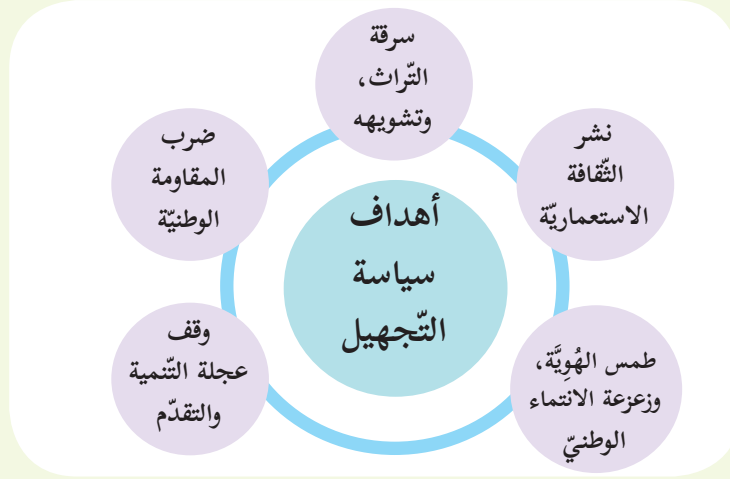 سرقة
التّراث،
وتشويهه
نشر
الثّقافة
الاستعماريّة
ضرب
المقاومة
الوطنيّة
أهداف
سياسة
التّجهيل
طمس الهُوِيَّة،
وزعزعة الانتماء
الوطنيّ
وقف
عجلة التّنمية
والتقدّم